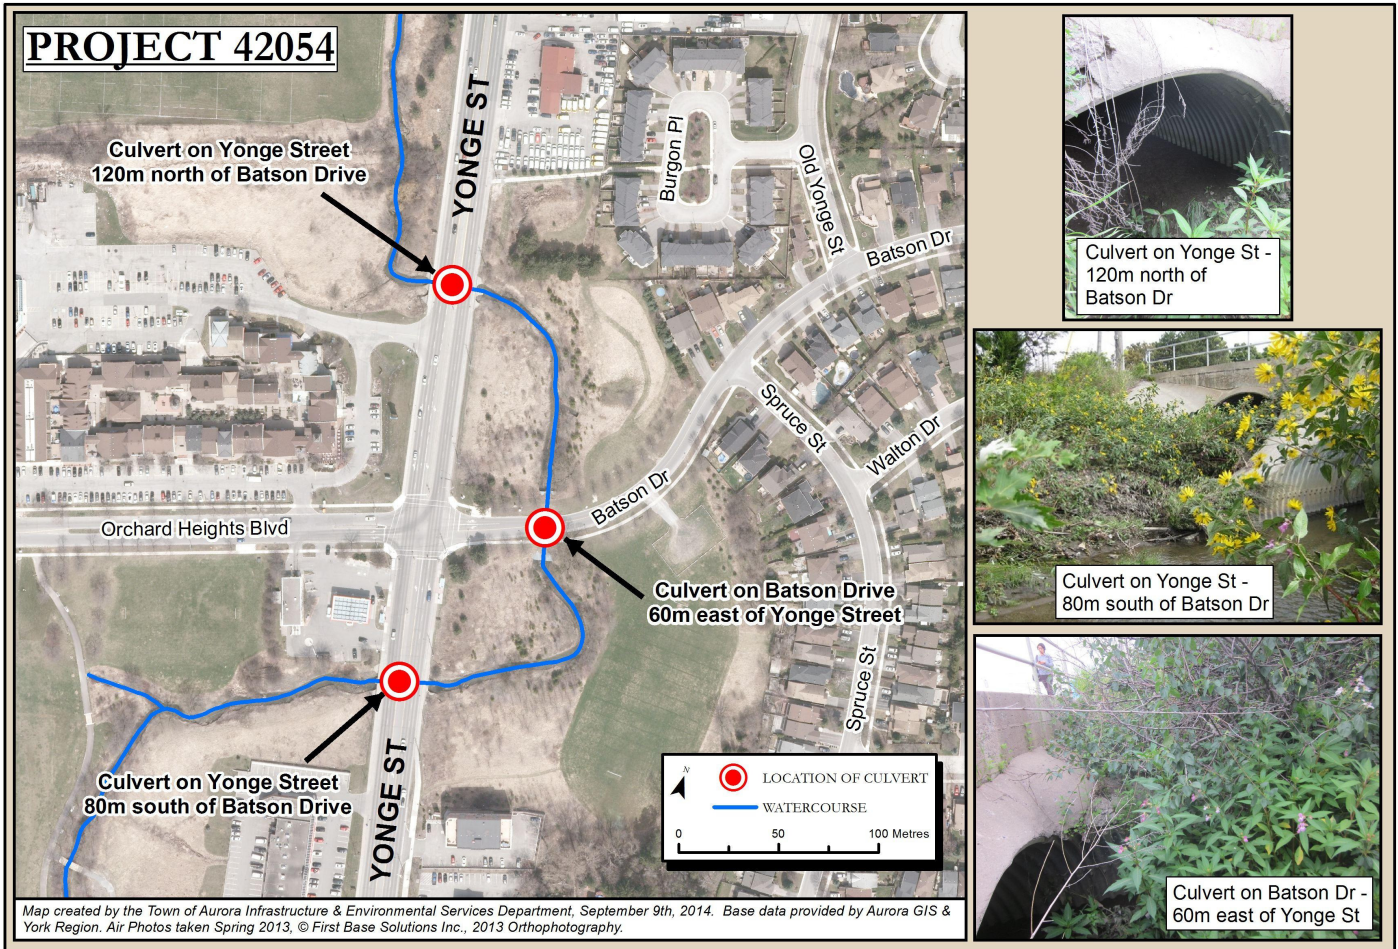 PROJECT 42054
YONGE ST
Culvert on Yonge Street
120m north of Batson Drive
Burgon Pl
Old Yonge St
Batson Dr
Spruce St
Walton Dr
Batson Dr
Orchard Heights Blvd
Culvert on Batson Drive
60m east of Yonge Street
Spruce St
Culvert on Yonge Street
80m south of Batson Drive
YONGE ST
N
LOCATION OF CULVERT
WATERCOURSE
0 50 100 Metres
Map created by the Town of Aurora Infrastructure & Environmental Services Department, September 9th, 2014. Base data provided by Aurora GIS &
York Region. Air Photos taken Spring 2013, © First Base Solutions Inc., 2013 Orthophotography.
Culvert on Yonge St -
120m north of
Batson Dr
Culvert on Yonge St -
80m south of Batson Dr
Culvert on Batson Dr -
60m east of Yonge St